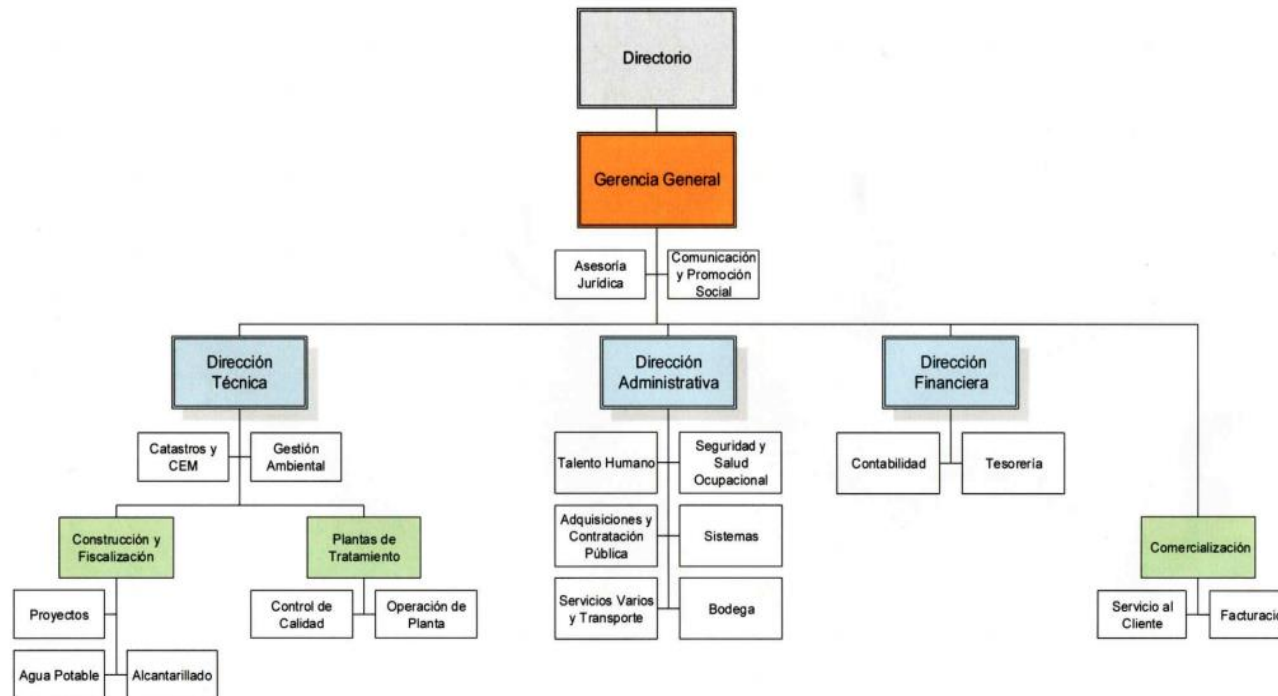 Directorio
Gerencia General
Asesoría
Jurídica
Comunicación
y Promoción
Social
Dirección
Técnica
Dirección
Administrativa
Dirección
Financiera
Catastros y
CEM
Gestión
Ambiental
Talento Humano
Seguridad y
Salud
Ocupacional
Contabilidad
Tesorería
Construcción y
Fiscalización
Plantas de
Tratamiento
Adquisiciones y
Contratación
Pública
Sistemas
Comercialización
Proyectos
Control de
Calidad
Operación de
Planta
Servicios Varios
y Transporte
Bodega
Servicio al
Cliente
Facturació
Agua Potable
Alcantarillado